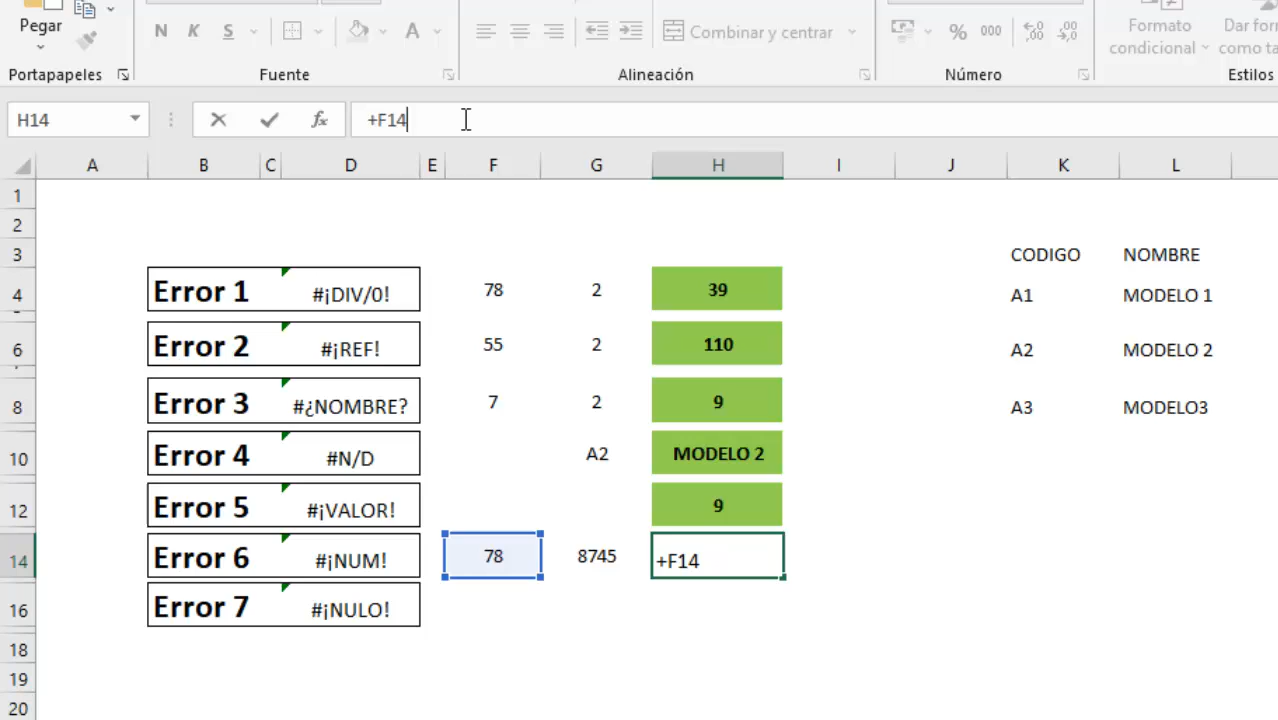 Pegar
N K S A
Combinar y centrar
% 000
Formato condicional
Dar for
como ta
Portapapeles
Fuente
Alineación
Número
Estilos
H14
fx
+F14
A B C D E F G H I J K L
1
2
3 CODIGO NOMBRE
4 Error 1 #¡DIV/0! 78 2 39 A1 MODELO 1
6 Error 2 #¡REF! 55 2 110 A2 MODELO 2
8 Error 3 #¿NOMBRE? 7 2 9 A3 MODELO3
10 Error 4 #N/D A2 MODELO 2
12 Error 5 #¡VALOR! 9
14 Error 6 #¡NUM! 78 8745 +F14
16 Error 7 #¡NULO!
18
19
20